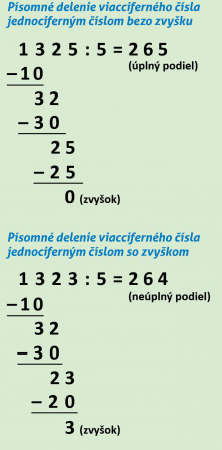 Písomné delenie viacciferného čísla
jednociferným číslom bezo zvyšku
1 3 2 5 : 5 = 2 6 5
(úplný podiel)
– 1 0
3 2
– 3 0
2 5
– 2 5
0 (zvyšok)
Písomné delenie viacciferného čísla
jednociferným číslom so zvyškom
1 3 2 3 : 5 = 2 6 4
(neúplný podiel)
– 1 0
3 2
– 3 0
2 3
– 2 0
3 (zvyšok)